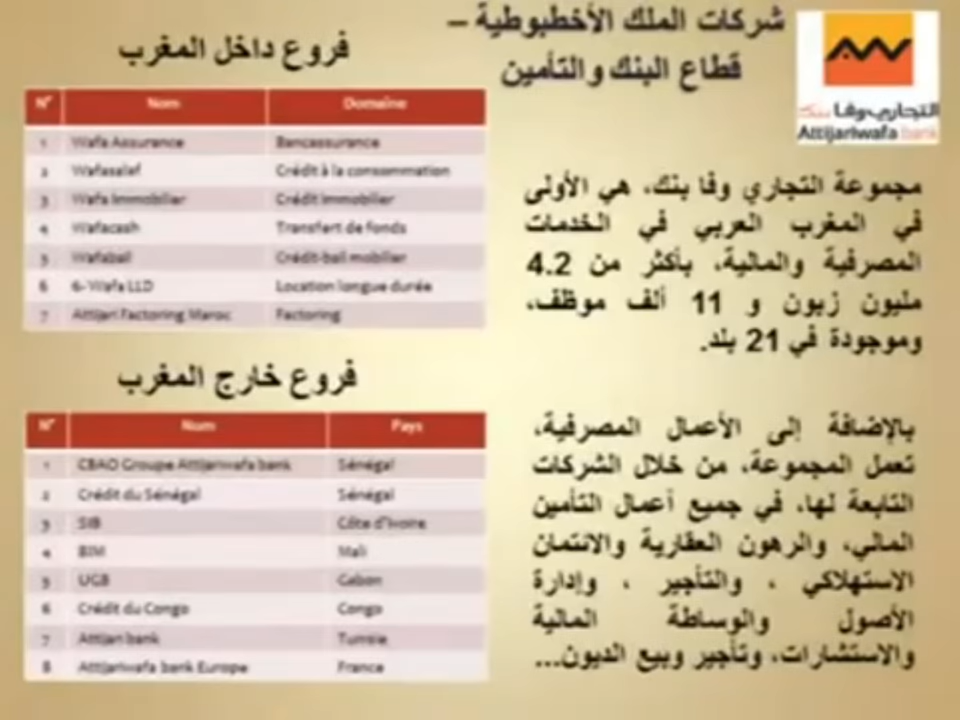 شركات الملك الأخطبوطية –
قطاع البنك والتأمين
التجاري وفا بنك
Attijariwafa bank
مجموعة التجاري وفا بنك، هي الأولى
في المغرب العربي في الخدمات
المصرفية والمالية، بأكثر من 4.2
مليون زبون و 11 ألف موظف،
وموجودة في 21 بلد.
بالإضافة إلى الأعمال المصرفية،
تعمل المجموعة، من خلال الشركات
التابعة لها، في جميع أعمال التأمين
المالي، والرهون العقارية والائتمان
الاستهلاكي ، والتأجير ، وإدارة
الأصول والوساطة المالية
والاستشارات، وتأجير وبيع الديون...
فروع داخل المغرب
N° Nom Domaine
1 Wafa Assurance Bancassurance
2 Wafasalaf Crédit à la consommation
3 Wafa Immobilier Crédit Immobilier
4 Wafacash Transfert de fonds
5 Wafabail Crédit-bail mobilier
6 6- Wafa LLD Location longue durée
7 Attijari Factoring Maroc Factoring
فروع خارج المغرب
N° Nom Pays
1 CBAO Groupe Attijariwafa bank Sénégal
2 Crédit du Sénégal Sénégal
3 SIB Côte d'Ivoire
4 BIM Mali
5 UGB Gabon
6 Crédit du Congo Congo
7 Attijari bank Tunisie
8 Attijariwafa bank Europe France